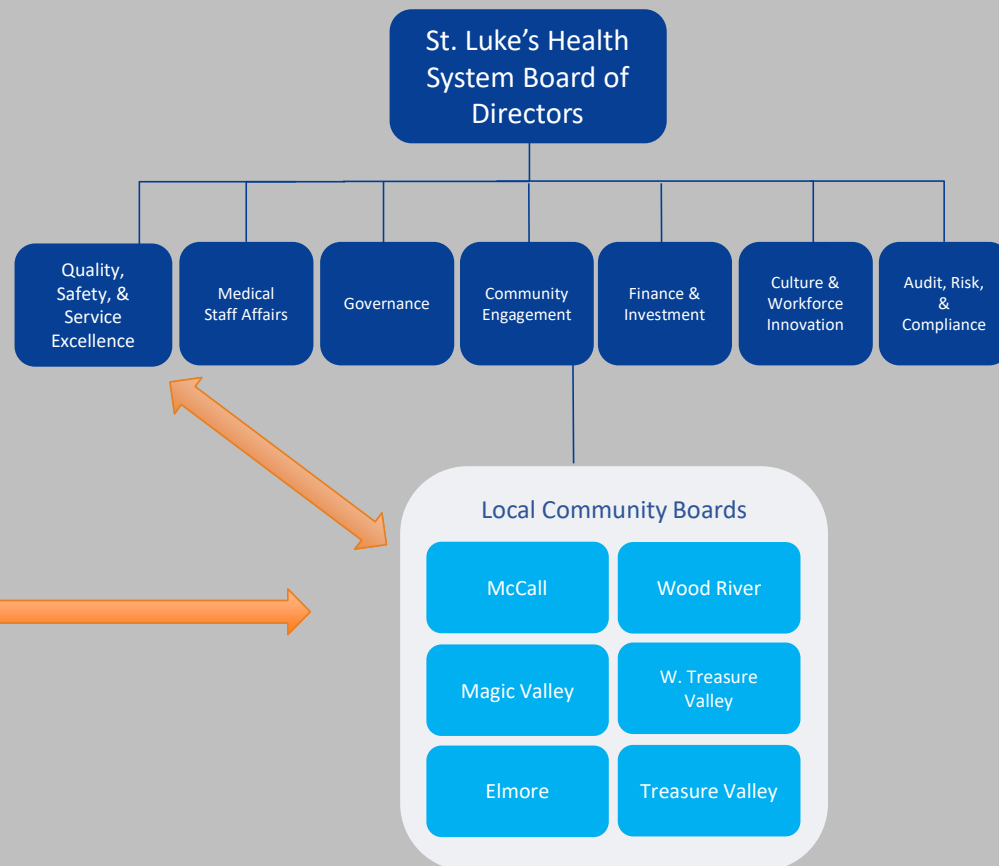 St. Luke’s Health
System Board of
Directors
Quality,
Safety, &
Service
Excellence
Medical
Staff Affairs
Governance
Community
Engagement
Finance &
Investment
Culture &
Workforce
Innovation
Audit, Risk,
&
Compliance
Local Community Boards
McCall
Wood River
Magic Valley
W. Treasure
Valley
Elmore
Treasure Valley